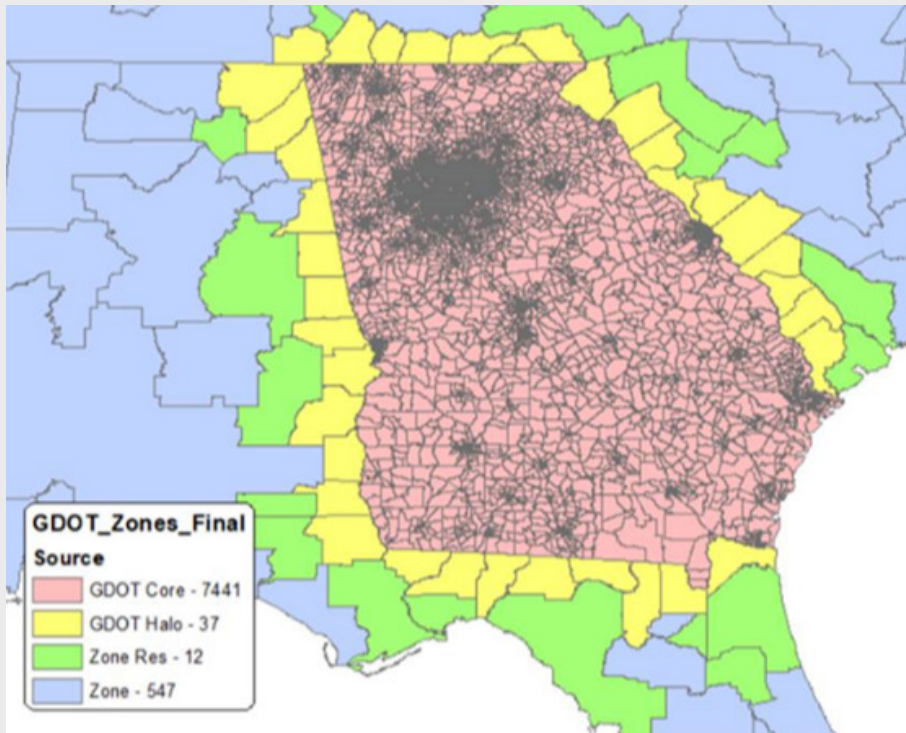 GDOT_Zones_Final
Source
GDOT Core - 7441
GDOT Halo - 37
Zone Res - 12
Zone - 547